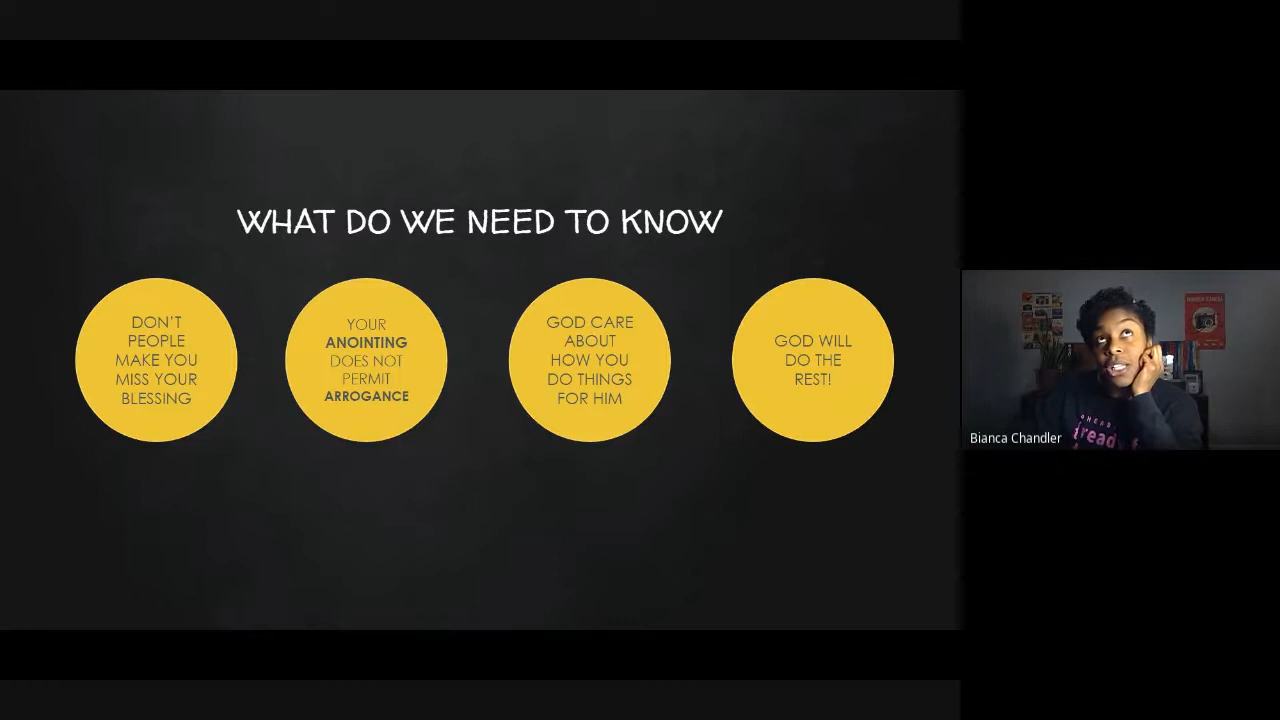 WHAT DO WE NEED TO KNOW
DON'T
PEOPLE
MAKE YOU
MISS YOUR
BLESSING
YOUR
ANOINTING
DOES NOT
PERMIT
ARROGANCE
GOD CARE
ABOUT
HOW YOU
DO THINGS
FOR HIM
GOD WILL
DO THE
REST!
Bianca Chandler